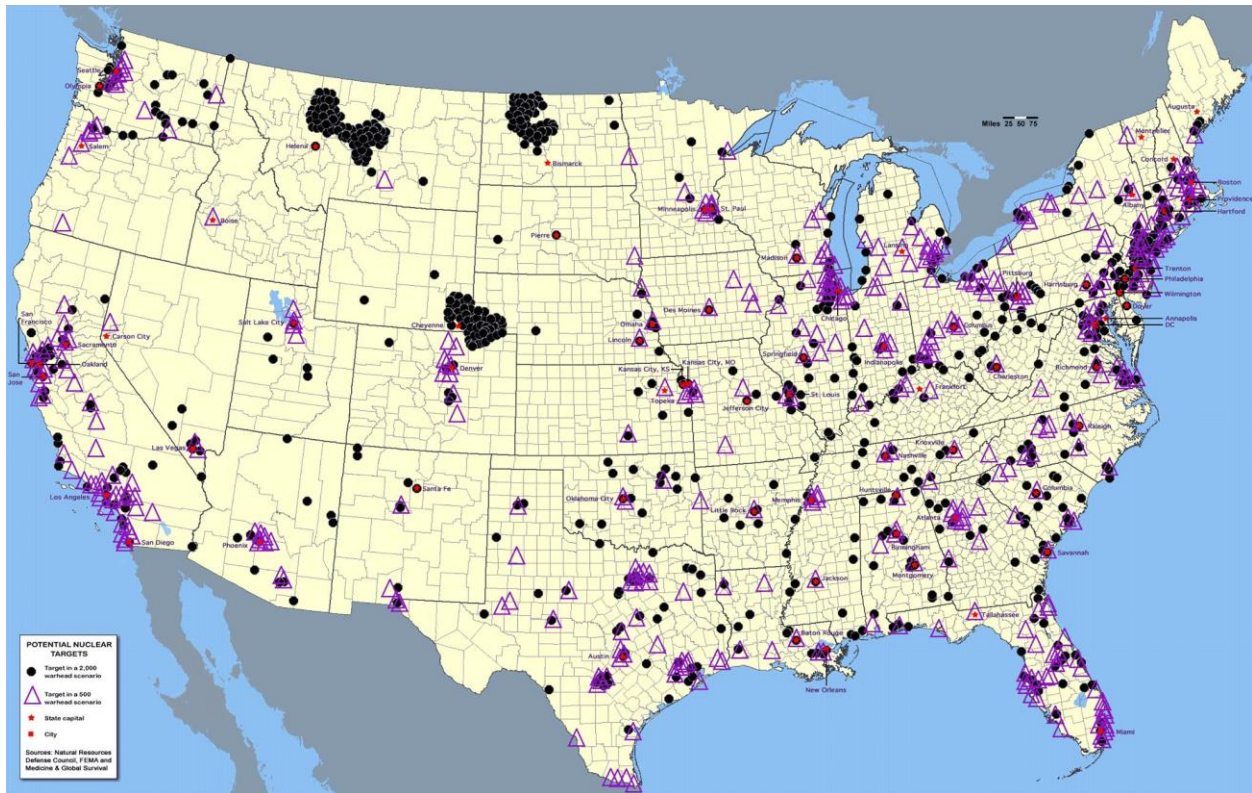 Seattle
Olympia
Salem
Helena
Bismarck
Boise
Pierre
Minneapolis
St. Paul
Miles 25 50 75
Augusta
Montpelier
Concord
Boston
Providence
Albany
Hartford
Madison
Lansing
Pittsburg
Harrisburg
Trenton
Philadelphia
Wilmington
Dover
Annapolis
DC
San
Francisco
Carson City
Sacramento
Oakland
San
Jose
Salt Lake City
Cheyenne
Denver
Omaha
Des Moines
Lincoln
Chicago
Columbus
Springfield
Indianapolis
Kansas City, MO
Kansas City, KS
Topeka
Jefferson City
St. Louis
Frankfort
Charleston
Richmond
Las Vegas
Los Angeles
San Diego
Phoenix
Santa Fe
Oklahoma
City
Little Rock
Memphis
Nashville
Knoxville
Raleigh
Huntsville
Columbia
Atlanta
Birmingham
Montgomery
Savannah
Jackson
Tallahassee
Baton Rouge
Austin
New Orleans
Miami
POTENTIAL NUCLEAR
TARGETS
Target in a 2,000
warhead scenario
Target in a 500
warhead scenario
State capital
City
Sources: Natural Resources
Defense Council, FEMA and
Medicine & Global Survival